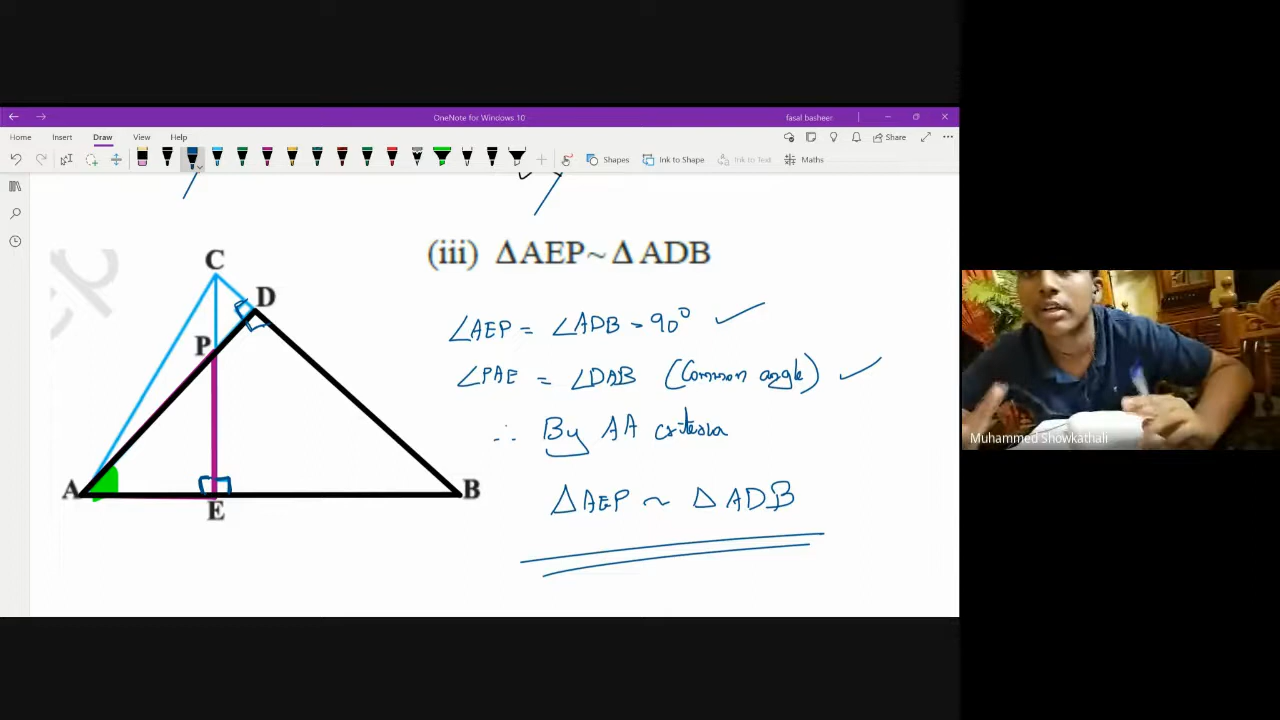 OneNote for Windows 10
fasal basheer
Home Insert Draw View Help
Share
Shapes Ink to Shape Ink to Text Maths
ep
(iii) ΔAEP~ΔADB
C
D
P
A
B
E
∠AEP = ∠ADB = 90°
∠PAE = ∠DAB (Common angle)
∴ By AA criteria
ΔAEP ~ ΔADB
Muhammed Showkathali